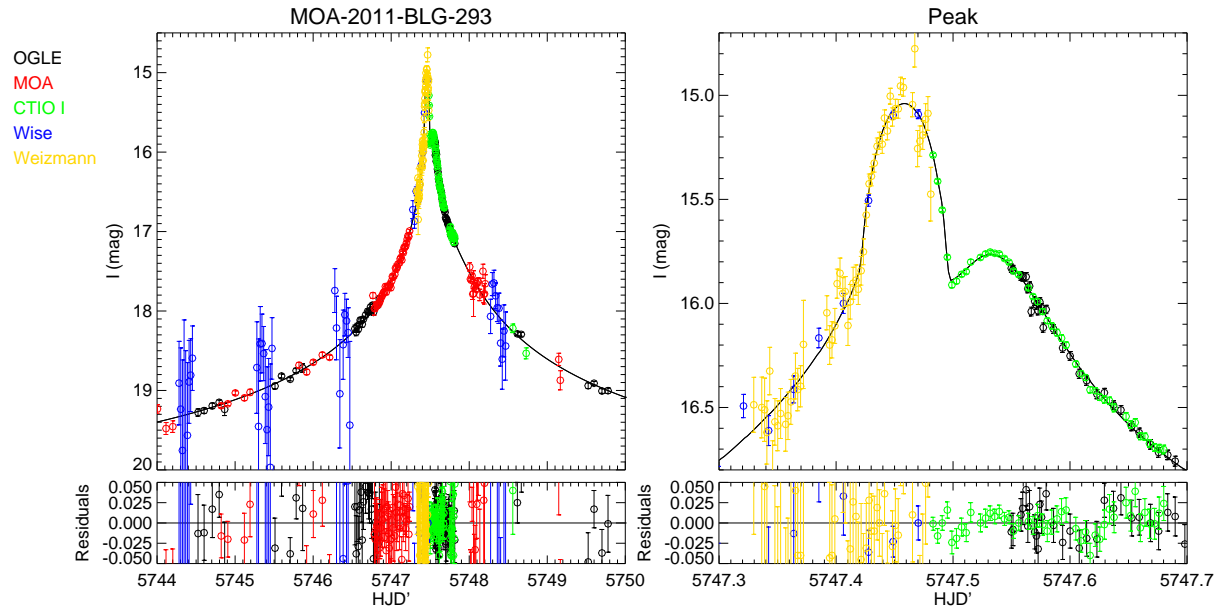 MOA-2011-BLG-293
Peak
OGLE
MOA
CTIO I
Wise
Weizmann
I (mag)
15
16
17
18
19
20
Residuals
0.050
0.025
0.000
-0.025
-0.050
5744 5745 5746 5747 5748 5749 5750
HJD'
I (mag)
15.0
15.5
16.0
16.5
Residuals
0.050
0.025
0.000
-0.025
-0.050
5747.3 5747.4 5747.5 5747.6 5747.7
HJD'